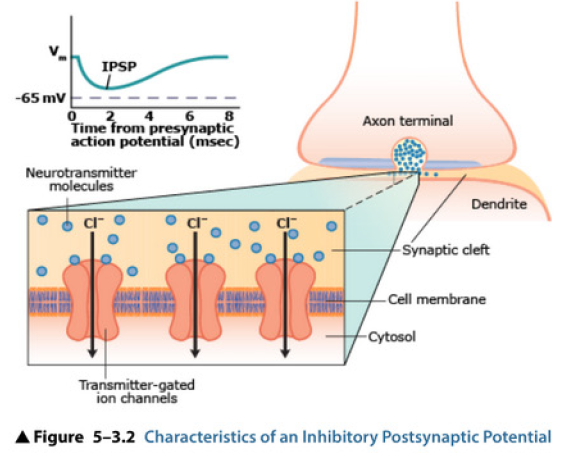 Vm
IPSP
-65 mV
0 2 4 6 8
Time from presynaptic
action potential (msec)
Axon terminal
Neurotransmitter
molecules
Dendrite
Cl⁻ Cl⁻ Cl⁻
Synaptic cleft
Cell membrane
Cytosol
Transmitter-gated
ion channels
▲ Figure 5–3.2 Characteristics of an Inhibitory Postsynaptic Potential